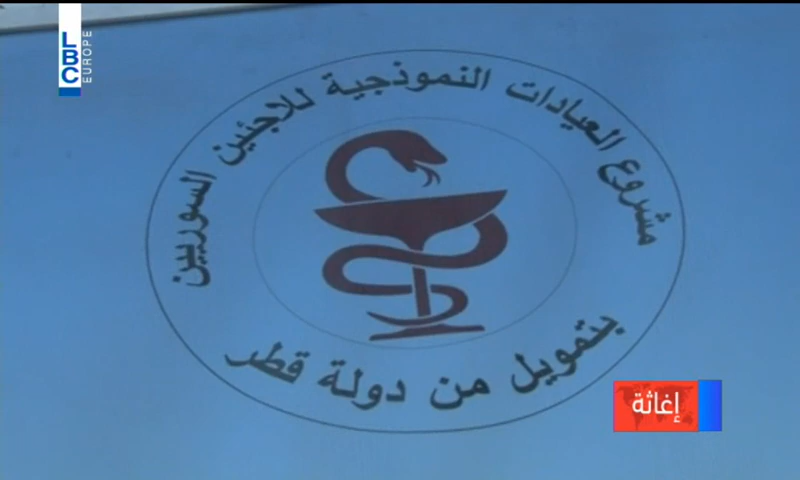 LBC
EUROPE
مشروع العيادات النموذجية للاجئين السوريين
بتمويل من دولة قطر
إغاثة